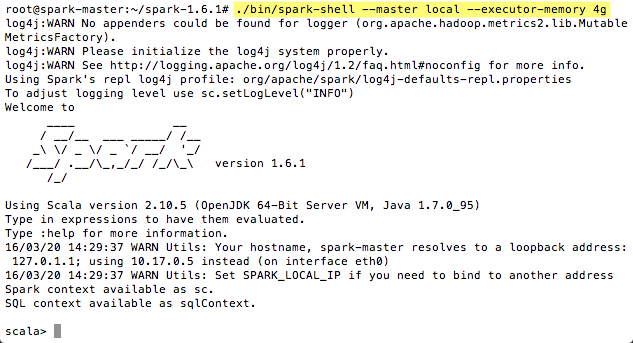 root@spark-master:~/spark-1.6.1# ./bin/spark-shell --master local --executor-memory 4g
log4j:WARN No appenders could be found for logger (org.apache.hadoop.metrics2.lib.Mutable
MetricsFactory).
log4j:WARN Please initialize the log4j system properly.
log4j:WARN See http://logging.apache.org/log4j/1.2/faq.html#noconfig for more info.
Using Spark's repl log4j profile: org/apache/spark/log4j-defaults-repl.properties
To adjust logging level use sc.setLogLevel("INFO")
Welcome to
      ____              __
     / __/__  ___ _____/ /__
    _\ \/ _ \/ _ `/ __/  '_/
   /___/ .__/\_,_/_/ /_/\_\   version 1.6.1
      /_/
Using Scala version 2.10.5 (OpenJDK 64-Bit Server VM, Java 1.7.0_95)
Type in expressions to have them evaluated.
Type :help for more information.
16/03/20 14:29:37 WARN Utils: Your hostname, spark-master resolves to a loopback address:
 127.0.1.1; using 10.17.0.5 instead (on interface eth0)
16/03/20 14:29:37 WARN Utils: Set SPARK_LOCAL_IP if you need to bind to another address
Spark context available as sc.
SQL context available as sqlContext.
scala>